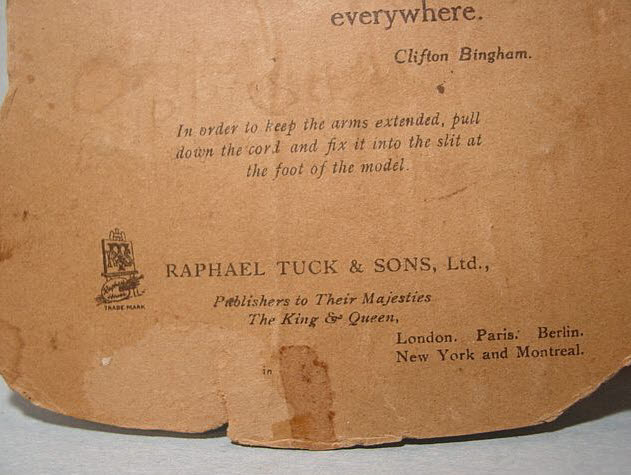 everywhere.
Clifton Bingham.
In order to keep the arms extended, pull
down the cord and fix it into the slit at
the foot of the model.
RAPHAEL TUCK & SONS, Ltd.,
TRADE MARK
Publishers to Their Majesties
The King & Queen,
London. Paris. Berlin.
New York and Montreal.
in